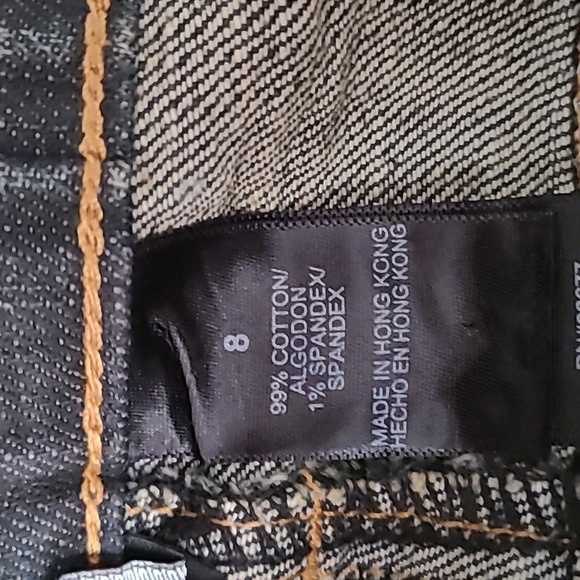 8
99% COTTON/
ALGODON
1% SPANDEX/
SPANDEX
MADE IN HONG KONG
HECHO EN HONG KONG